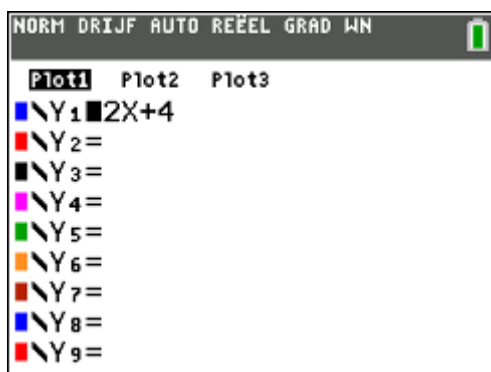 NORM DRIJF AUTO REËEL GRAD WN
Plot1 Plot2 Plot3
\Y1=2X+4
\Y2=
\Y3=
\Y4=
\Y5=
\Y6=
\Y7=
\Y8=
\Y9=